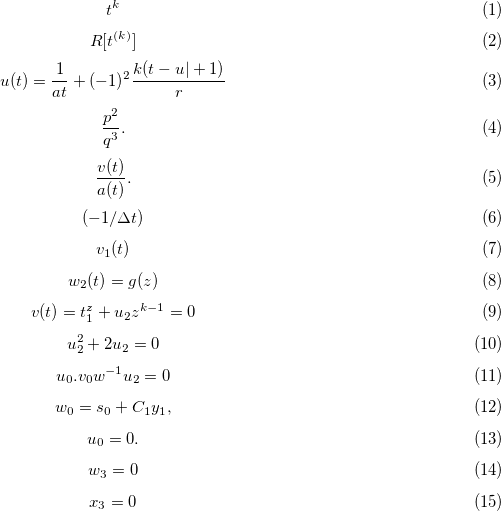 t^k (1)
R[t^{(k)}] (2)
u(t) = \frac{1}{at} + (-1)^2 \frac{k(t - u| + 1)}{r} (3)
\frac{p^2}{q^3}. (4)
\frac{v(t)}{a(t)}. (5)
(-1/\Delta t) (6)
v_1(t) (7)
w_2(t) = g(z) (8)
v(t) = t_1^z + u_2 z^{k-1} = 0 (9)
u_2^2 + 2u_2 = 0 (10)
u_0.v_0 w^{-1} u_2 = 0 (11)
w_0 = s_0 + C_1 y_1, (12)
u_0 = 0. (13)
w_3 = 0 (14)
x_3 = 0 (15)